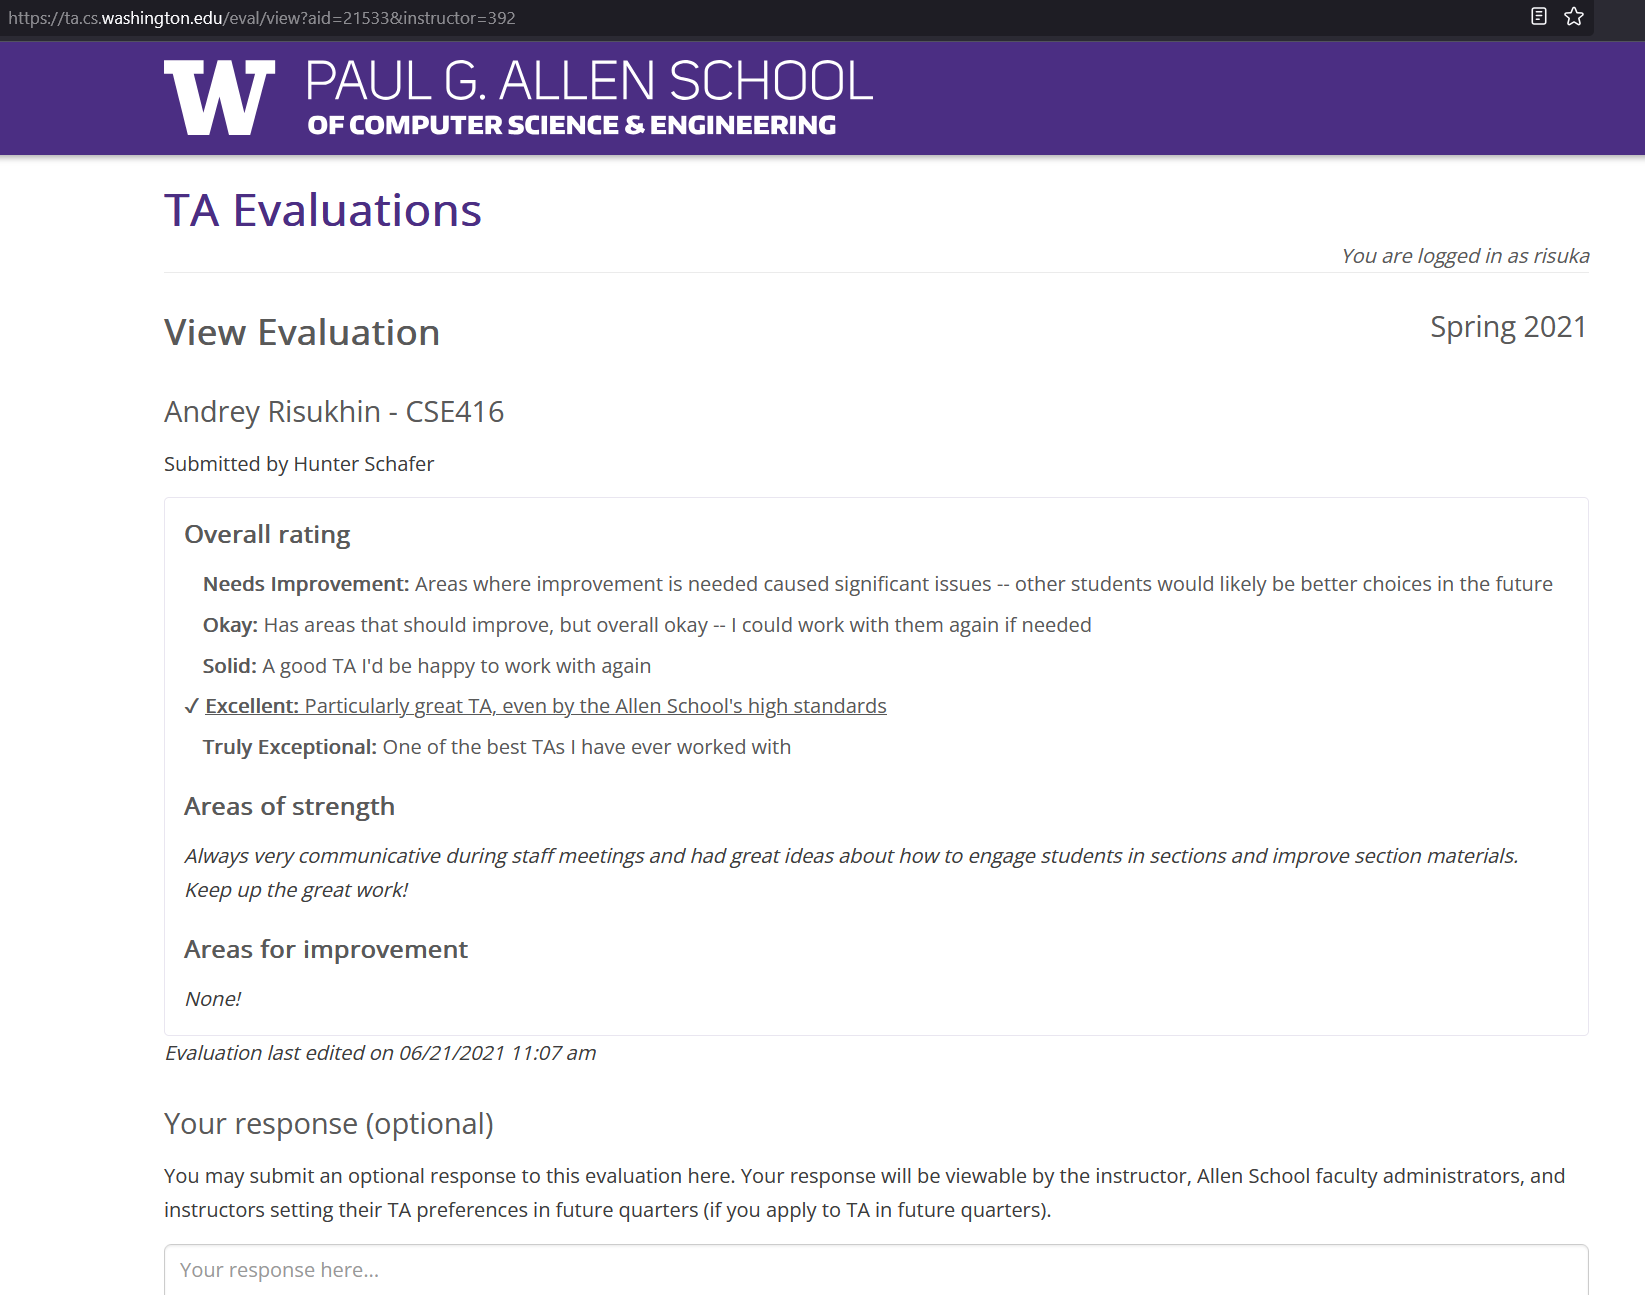 https://ta.cs.washington.edu/eval/view?aid=21533&instructor=392
W PAUL G. ALLEN SCHOOL
OF COMPUTER SCIENCE & ENGINEERING
TA Evaluations
You are logged in as risuka
View Evaluation
Spring 2021
Andrey Risukhin - CSE416
Submitted by Hunter Schafer
Overall rating
Needs Improvement: Areas where improvement is needed caused significant issues -- other students would likely be better choices in the future
Okay: Has areas that should improve, but overall okay -- I could work with them again if needed
Solid: A good TA I'd be happy to work with again
✓ Excellent: Particularly great TA, even by the Allen School's high standards
Truly Exceptional: One of the best TAs I have ever worked with
Areas of strength
Always very communicative during staff meetings and had great ideas about how to engage students in sections and improve section materials.
Keep up the great work!
Areas for improvement
None!
Evaluation last edited on 06/21/2021 11:07 am
Your response (optional)
You may submit an optional response to this evaluation here. Your response will be viewable by the instructor, Allen School faculty administrators, and
instructors setting their TA preferences in future quarters (if you apply to TA in future quarters).
Your response here...